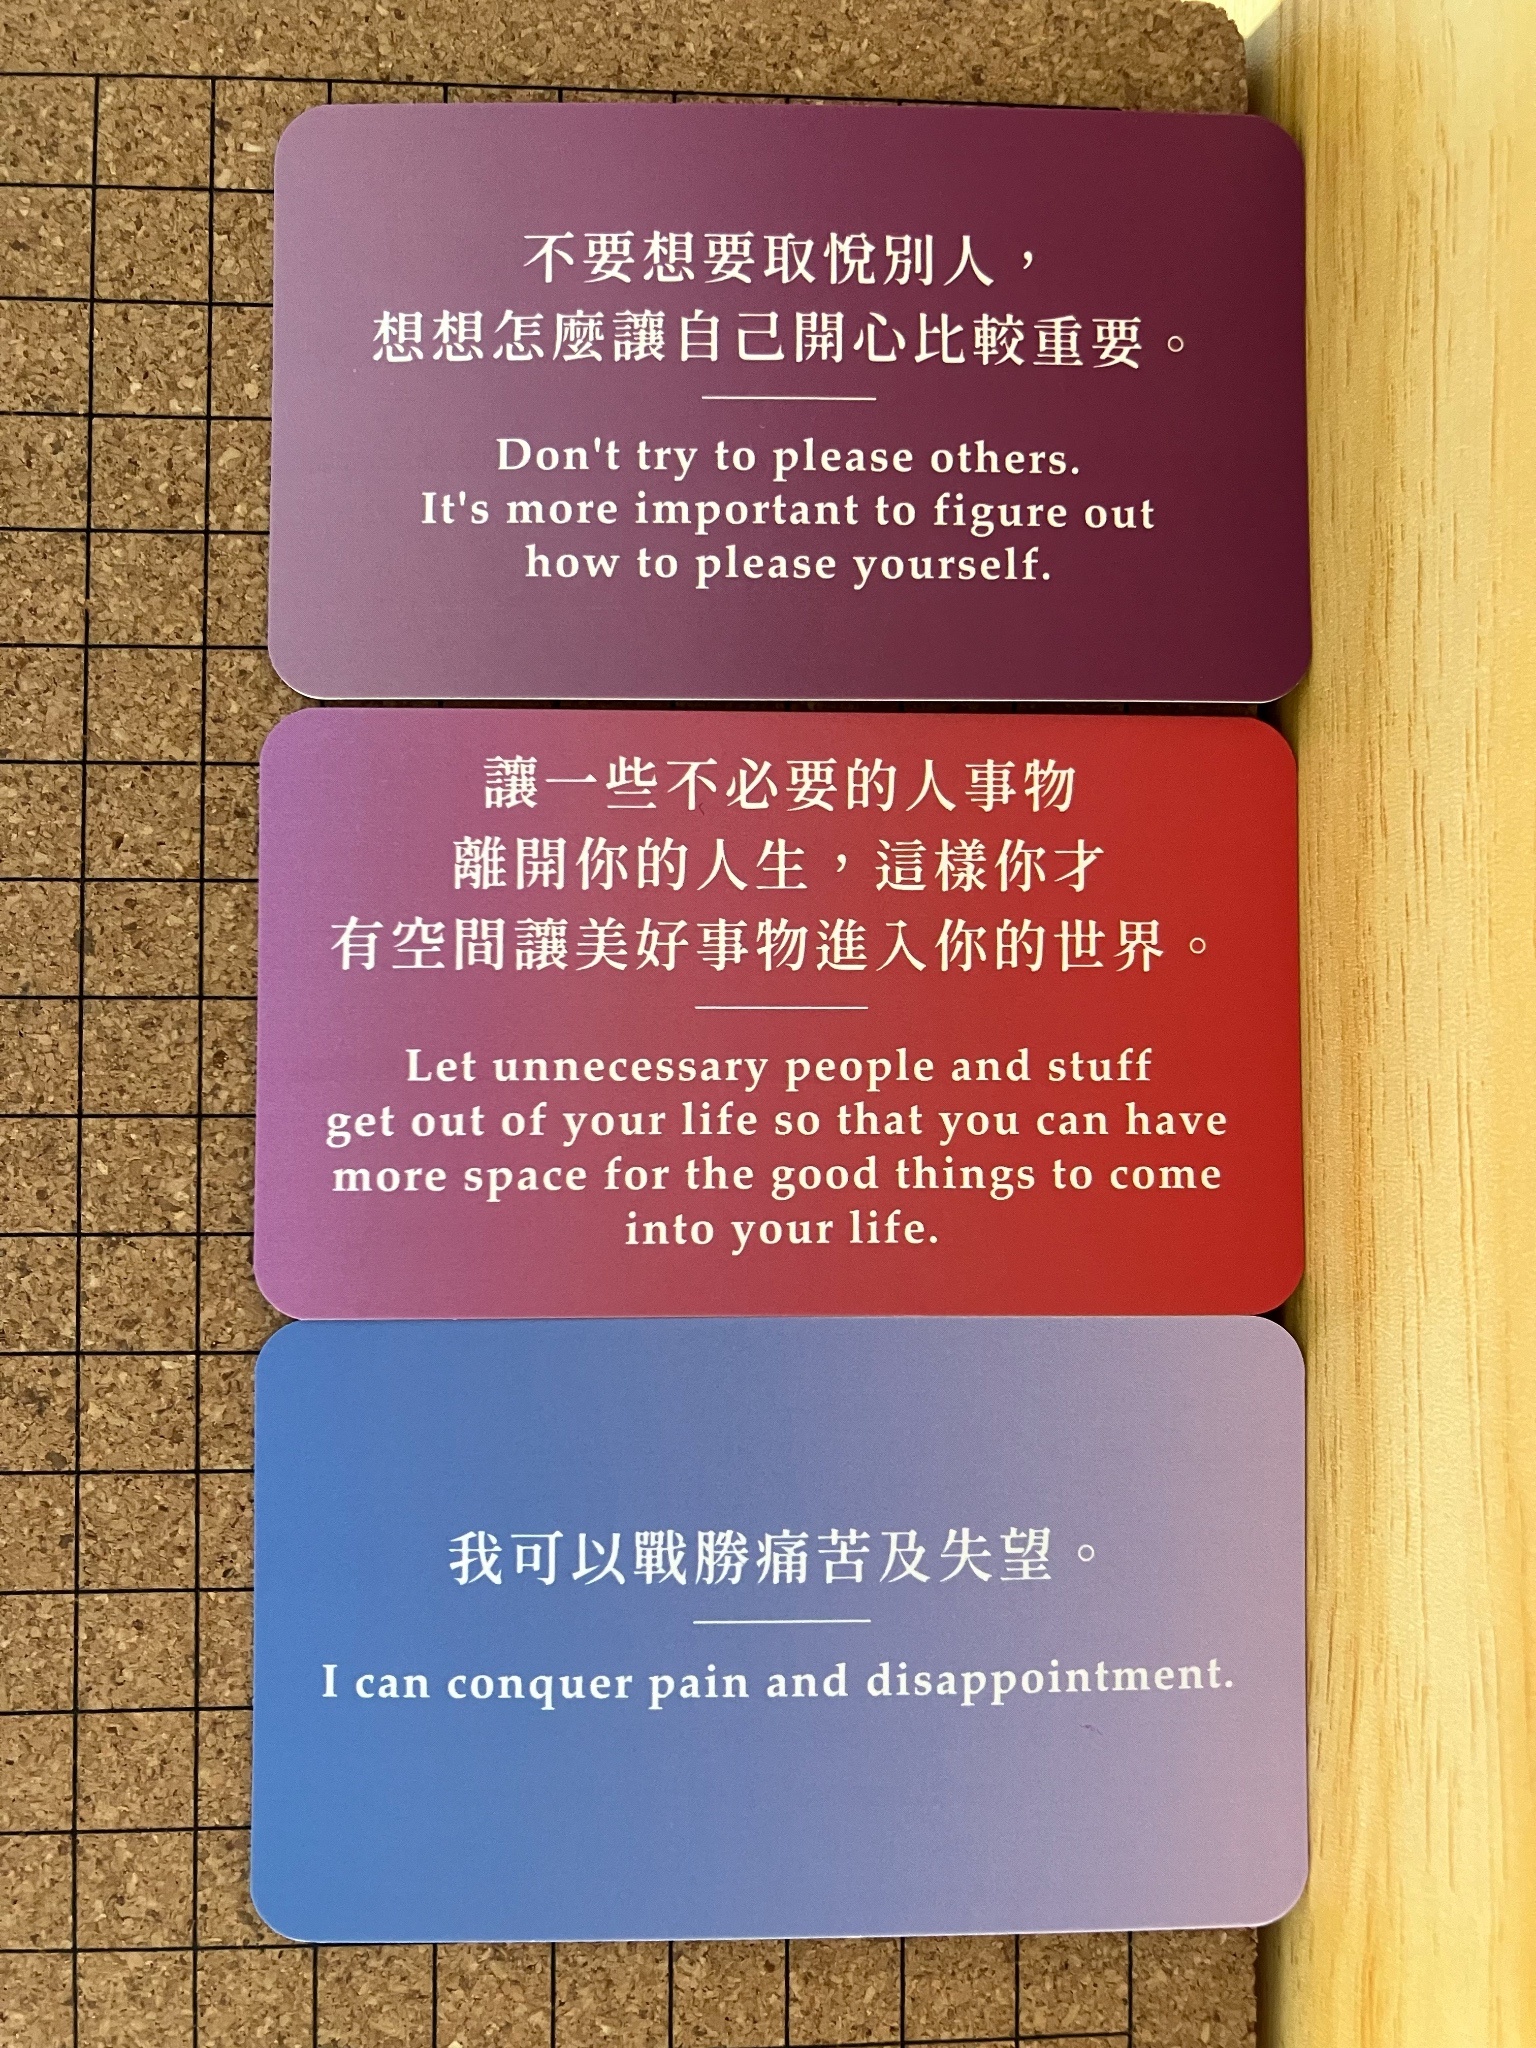 不要想要取悅別人，
想想怎麼讓自己開心比較重要。
Don't try to please others.
It's more important to figure out
how to please yourself.
讓一些不必要的人事物
離開你的人生，這樣你才
有空間讓美好事物進入你的世界。
Let unnecessary people and stuff
get out of your life so that you can have
more space for the good things to come
into your life.
我可以戰勝痛苦及失望。
I can conquer pain and disappointment.